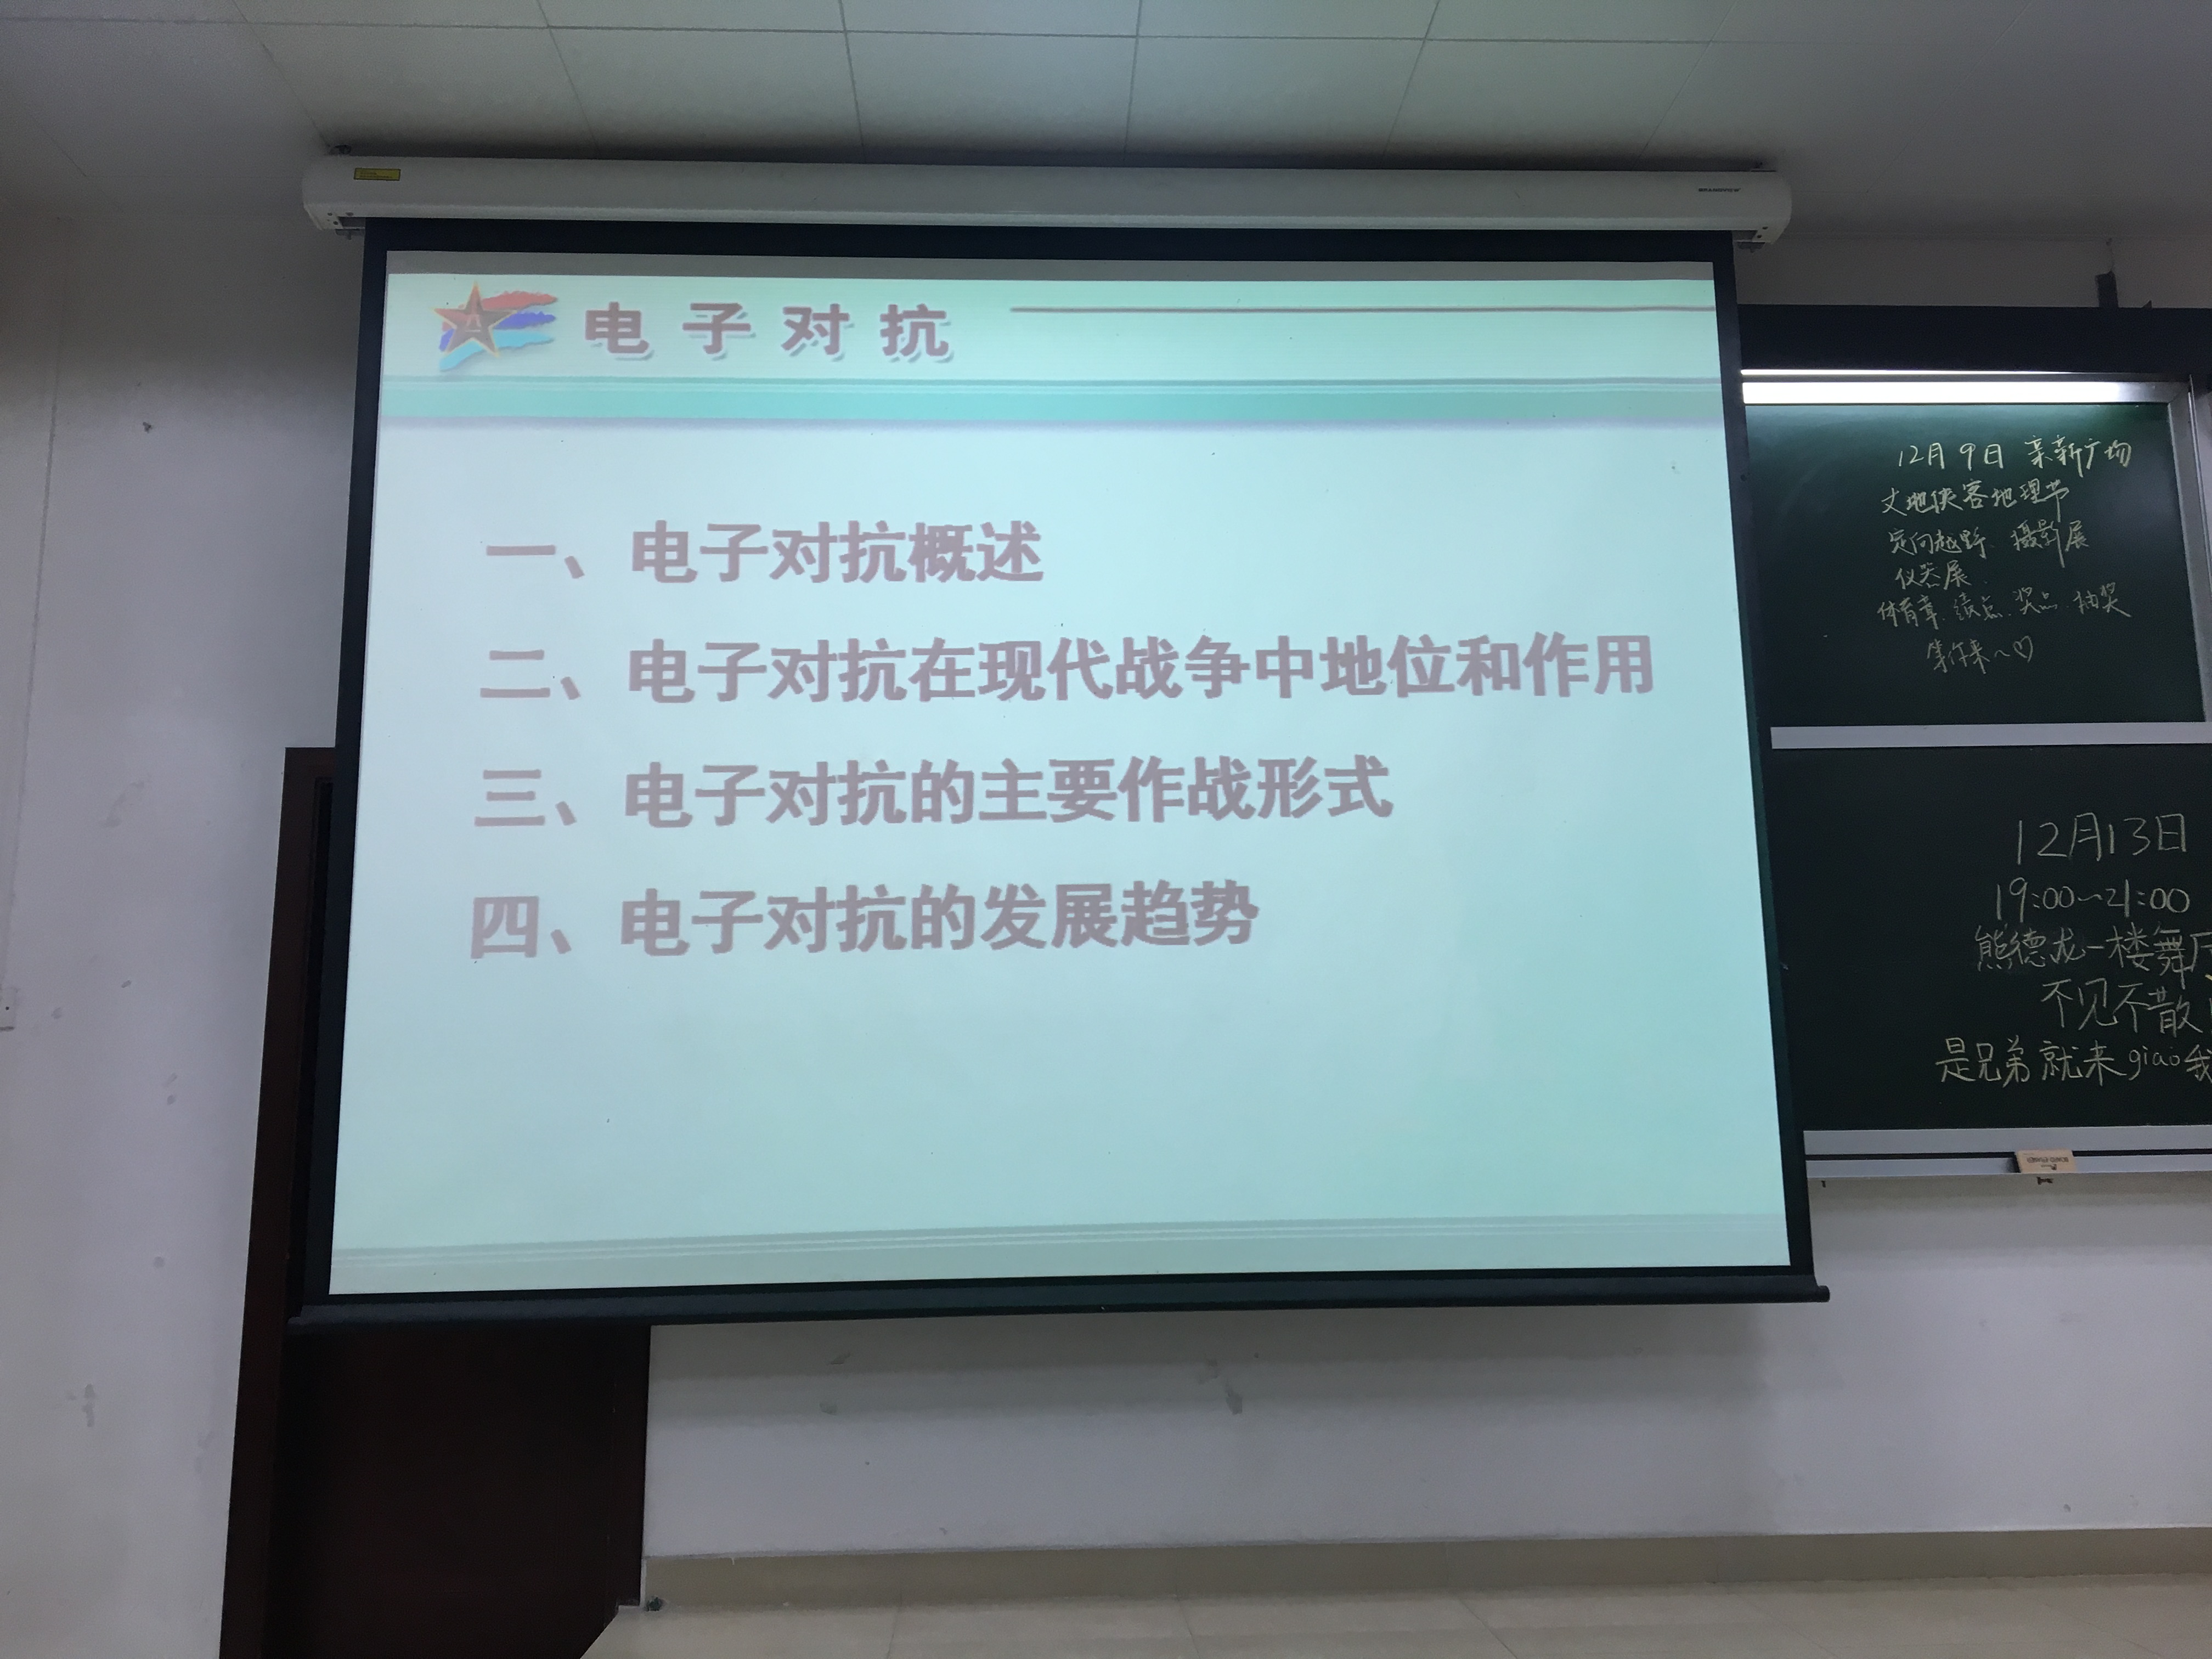 电子对抗
一、电子对抗概述
二、电子对抗在现代战争中地位和作用
三、电子对抗的主要作战形式
四、电子对抗的发展趋势
12月9日 亲新广场
丈地侠客地理节
定向越野 摄影展
仪器展
体育章、绩点、奖品、抽奖
等你来~♡
12月13日
19:00~21:00
熊德龙一楼舞厅
不见不散
是兄弟就来giao我